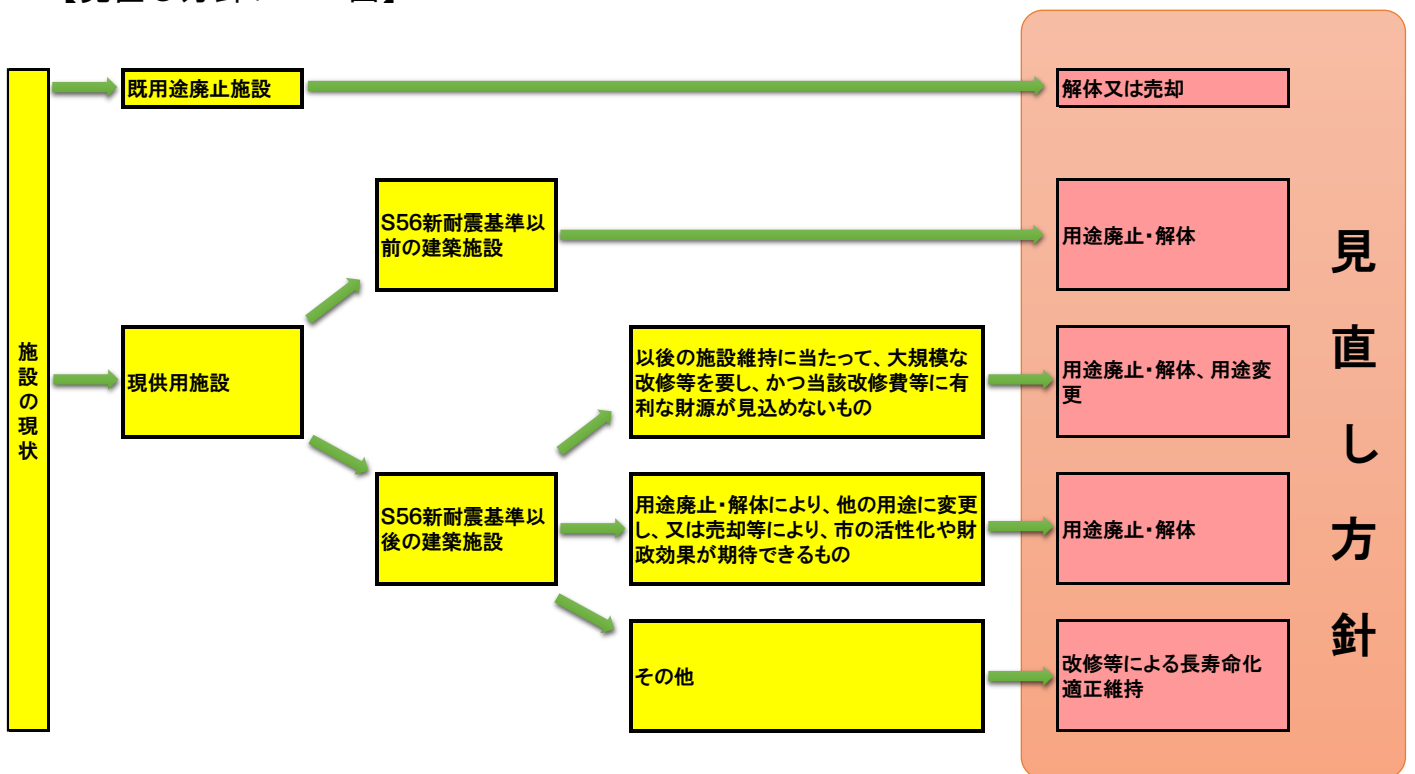 施設の現状
既用途廃止施設
解体又は売却
S56新耐震基準以
前の建築施設
用途廃止・解体
現供用施設
以後の施設維持に当たって、大規模な
改修等を要し、かつ当該改修費等に有
利な財源が見込めないもの
用途廃止・解体、用途変
更
S56新耐震基準以
後の建築施設
用途廃止・解体により、他の用途に変更
し、又は売却等により、市の活性化や財
政効果が期待できるもの
用途廃止・解体
その他
改修等による長寿命化
適正維持
見直し方針